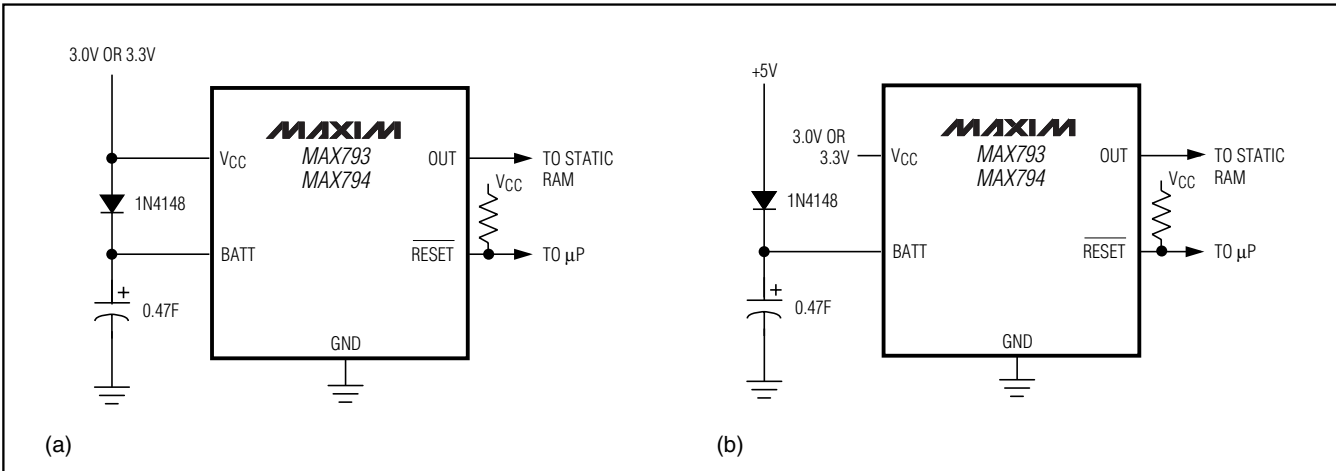 3.0V OR 3.3V
MAXIM
MAX793
MAX794
VCC
OUT
TO STATIC
RAM
VCC
1N4148
BATT
RESET
TO µP
+
0.47F
GND
(a)
+5V
3.0V OR
3.3V
MAXIM
MAX793
MAX794
VCC
OUT
TO STATIC
RAM
VCC
1N4148
BATT
RESET
TO µP
+
0.47F
GND
(b)